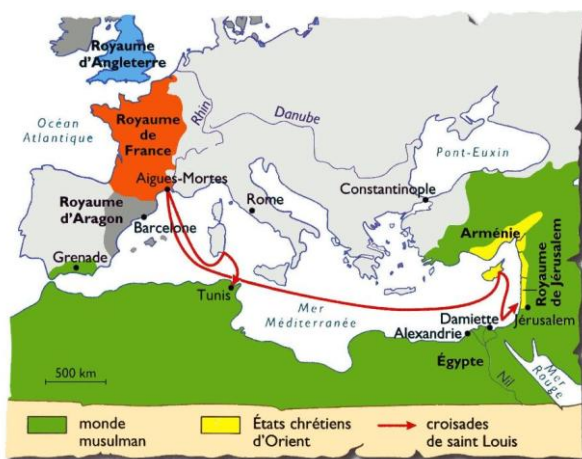 Royaume
d'Angleterre
Océan
Atlantique
Royaume
de
France
Rhin
Danube
Pont-Euxin
Aigues-Mortes
Royaume
d'Aragon
Barcelone
Rome
Constantinople
Grenade
Arménie
Tunis
Mer
Méditerranée
Royaume
de Jérusalem
Damiette
Jérusalem
Alexandrie
Égypte
Nil
Mer
Rouge
500 km
monde
musulman
États chrétiens
d'Orient
croisades
de saint Louis